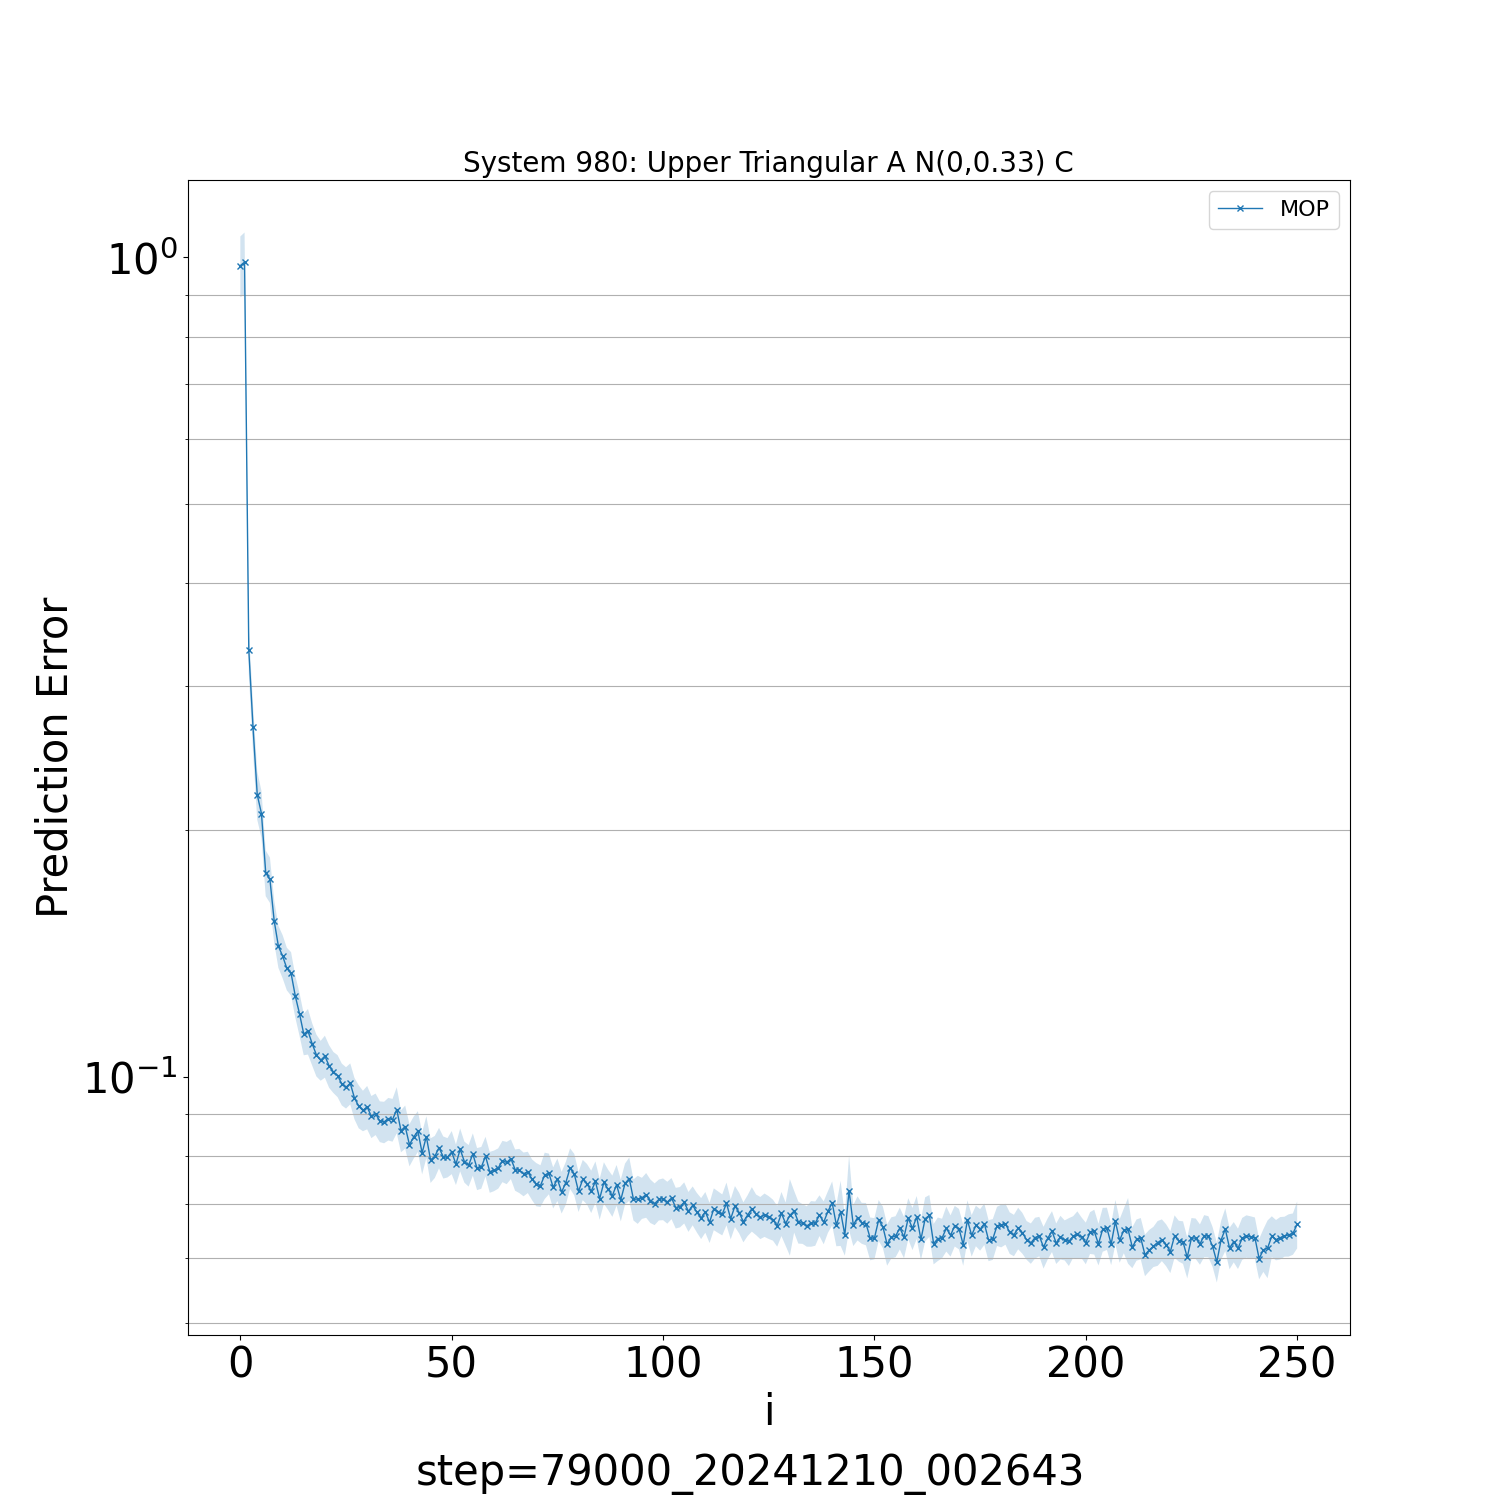 System 980: Upper Triangular A N(0,0.33) C
MOP
10⁰
10⁻¹
Prediction Error
0 50 100 150 200 250
i
step=79000_20241210_002643